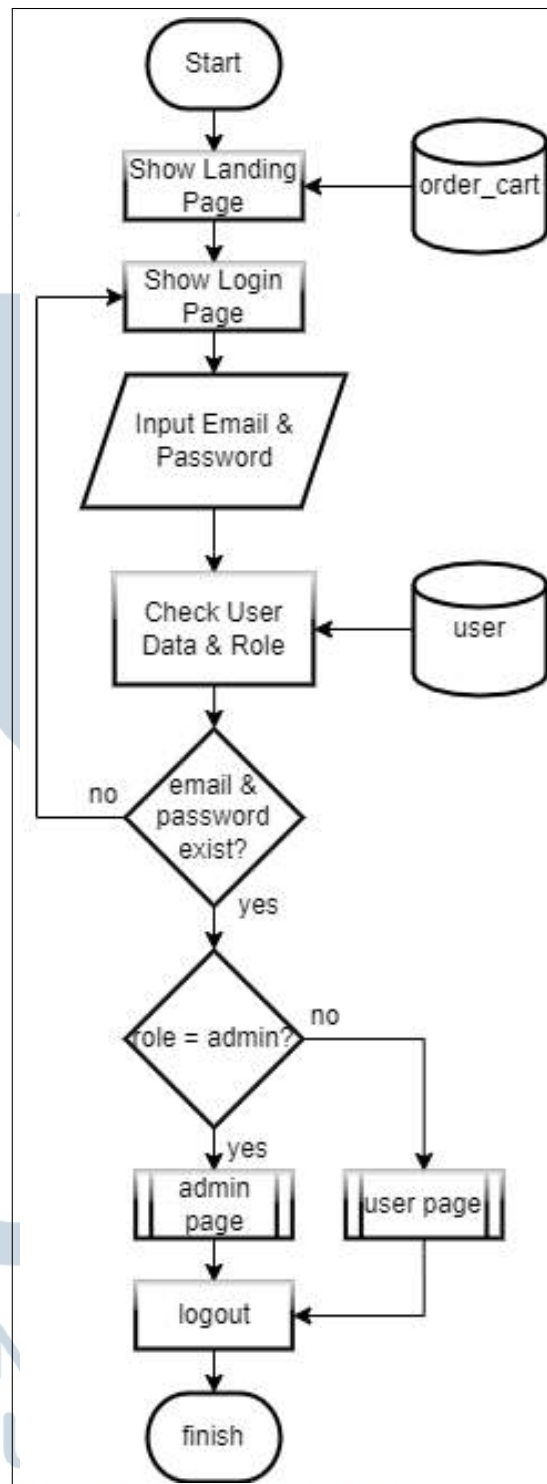 Start
Show Landing
Page
order_cart
Show Login
Page
Input Email &
Password
Check User
Data & Role
user
no
email &
password
exist?
yes
role = admin?
no
yes
admin
page
user page
logout
finish